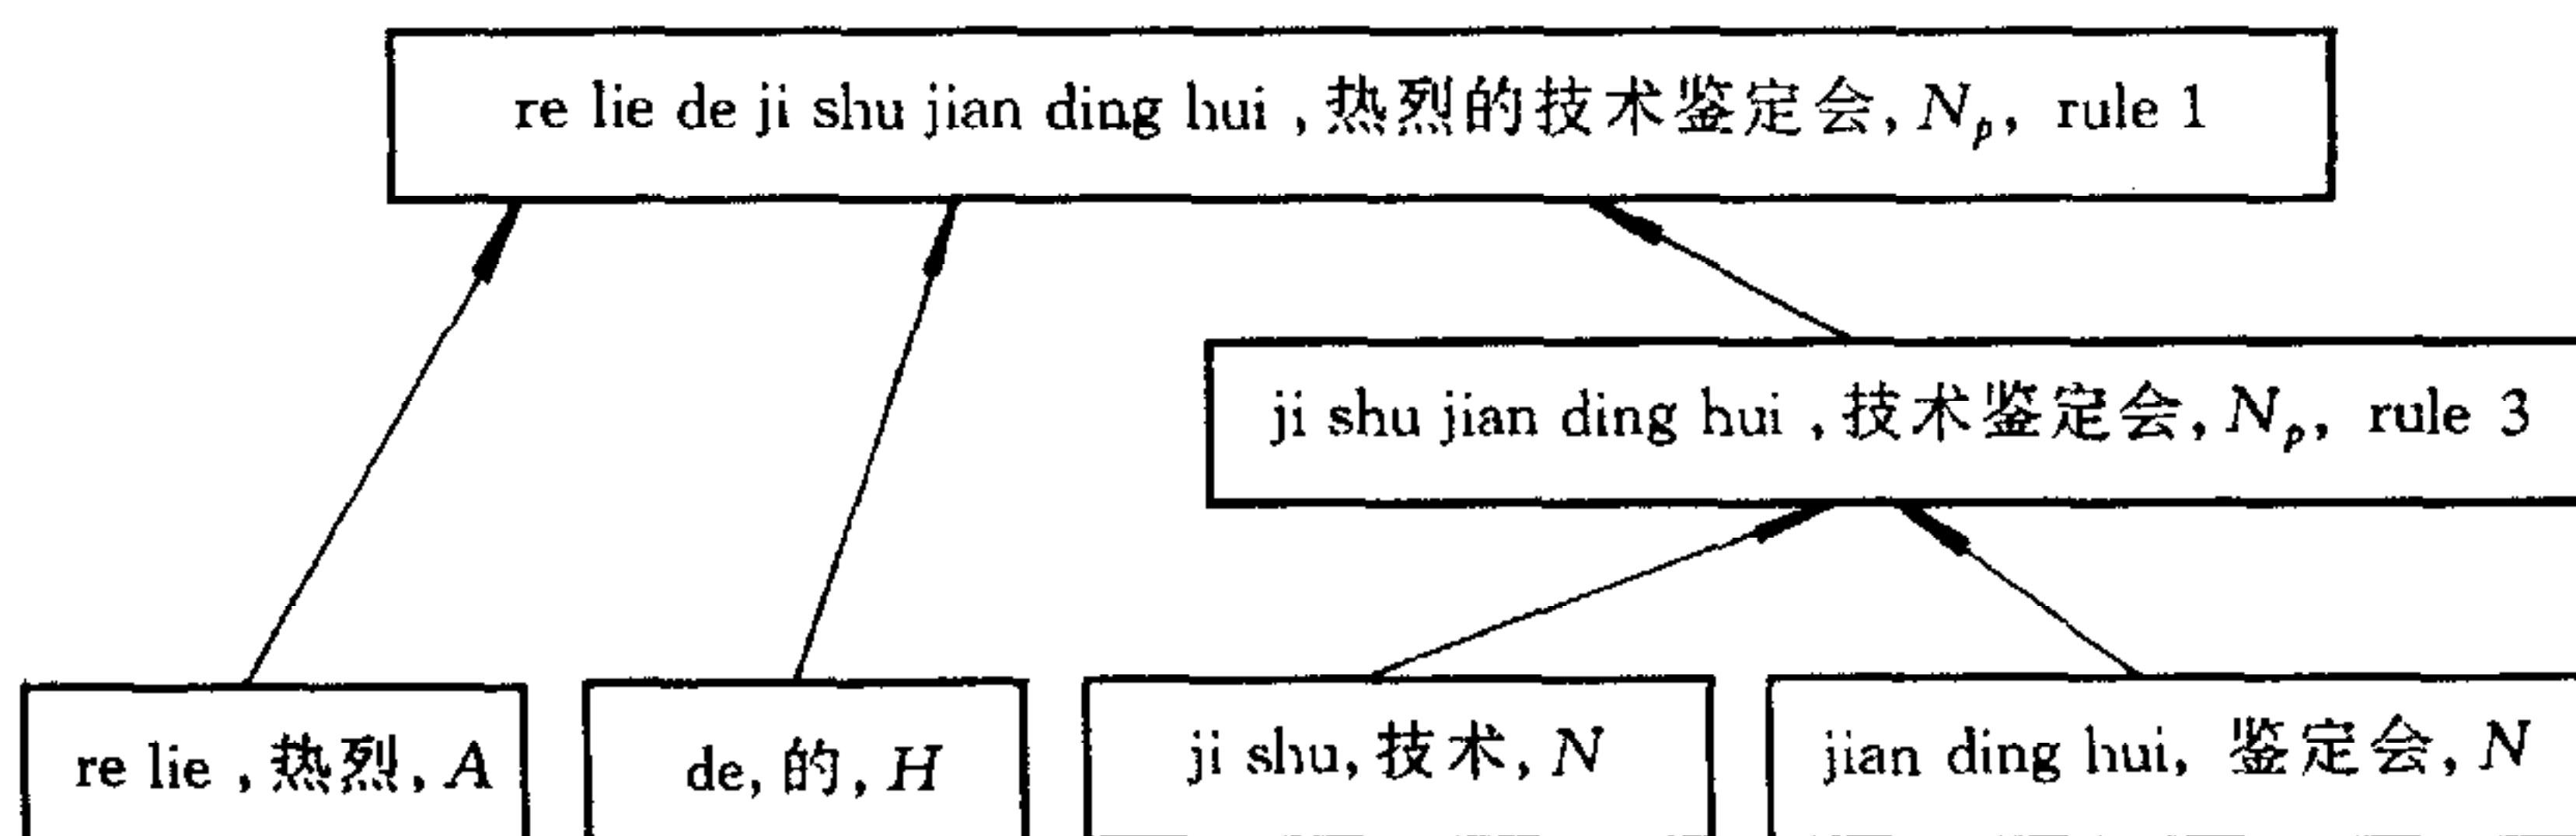 re lie de ji shu jian ding hui ,热烈的技术鉴定会, Np, rule 1
ji shu jian ding hui ,技术鉴定会, Np, rule 3
re lie ,热烈, A
de, 的, H
ji shu, 技术, N
jian ding hui, 鉴定会, N